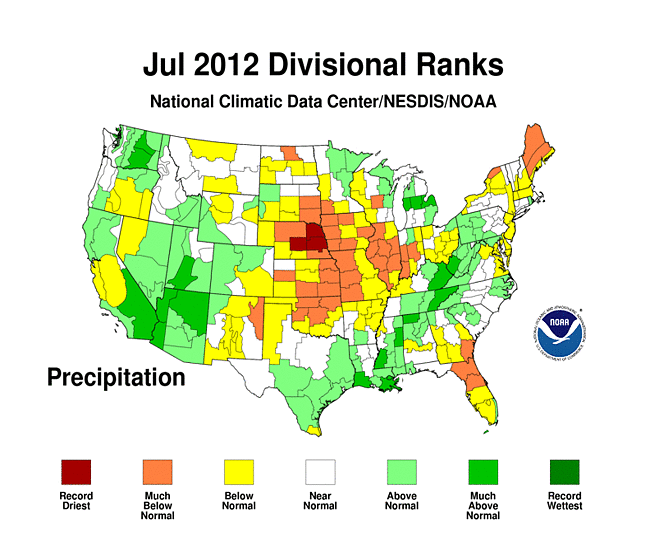 Jul 2012 Divisional Ranks
National Climatic Data Center/NESDIS/NOAA
NOAA
Precipitation
Record
Driest
Much
Below
Normal
Below
Normal
Near
Normal
Above
Normal
Much
Above
Normal
Record
Wettest